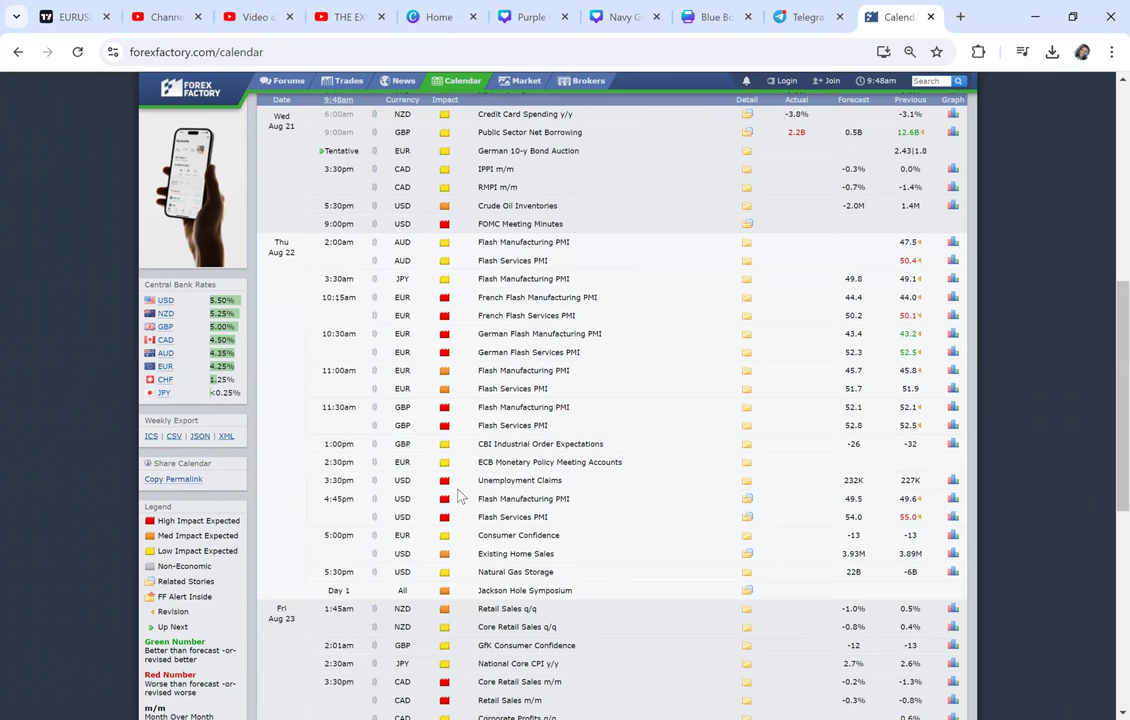 EURUS
Channe
Video c
THE EX
Home -
Purple
Navy G
Blue Bo
Telegra
Calend
forexfactory.com/calendar
FOREX FACTORY
Forums
Trades
News
Calendar
Market
Brokers
Login
Join
9:48am
Search
Date 9:48am Currency Impact Detail Actual Forecast Previous Graph
Wed 6:00am NZD Credit Card Spending y/y -3.8% -3.1%
Aug 21 9:00am GBP Public Sector Net Borrowing 2.2B 0.5B 12.6B
Tentative EUR German 10-y Bond Auction 2.43|1.8
3:30pm CAD IPPI m/m -0.3% 0.0%
CAD RMPI m/m -0.7% -1.4%
5:30pm USD Crude Oil Inventories -2.0M 1.4M
9:00pm USD FOMC Meeting Minutes
Thu 2:00am AUD Flash Manufacturing PMI 47.5
Aug 22 AUD Flash Services PMI 50.4
3:30am JPY Flash Manufacturing PMI 49.8 49.1
10:15am EUR French Flash Manufacturing PMI 44.4 44.0
EUR French Flash Services PMI 50.2 50.1
10:30am EUR German Flash Manufacturing PMI 43.4 43.2
EUR German Flash Services PMI 52.3 52.5
11:00am EUR Flash Manufacturing PMI 45.7 45.8
EUR Flash Services PMI 51.7 51.9
11:30am GBP Flash Manufacturing PMI 52.1 52.1
GBP Flash Services PMI 52.8 52.5
1:00pm GBP CBI Industrial Order Expectations -26 -32
2:30pm EUR ECB Monetary Policy Meeting Accounts
3:30pm USD Unemployment Claims 232K 227K
4:45pm USD Flash Manufacturing PMI 49.5 49.6
USD Flash Services PMI 54.0 55.0
5:00pm EUR Consumer Confidence -13 -13
USD Existing Home Sales 3.93M 3.89M
5:30pm USD Natural Gas Storage 22B -6B
Day 1 All Jackson Hole Symposium
Fri 1:45am NZD Retail Sales q/q -1.0% 0.5%
Aug 23 NZD Core Retail Sales q/q -0.8% 0.4%
2:01am GBP GfK Consumer Confidence -12 -13
2:30am JPY National Core CPI y/y 2.7% 2.6%
3:30pm CAD Core Retail Sales m/m -0.2% -1.3%
CAD Retail Sales m/m -0.3% -0.8%
CAD Corporate Profits q/q 0.6%
Central Bank Rates
USD 5.50%
NZD 5.25%
GBP 5.00%
CAD 4.50%
AUD 4.35%
EUR 4.25%
CHF 1.25%
JPY <0.25%
Weekly Export
ICS | CSV | JSON | XML
Share Calendar
Copy Permalink
Legend
High Impact Expected
Med Impact Expected
Low Impact Expected
Non-Economic
Related Stories
FF Alert Inside
Revision
Up Next
Green Number
Better than forecast -or-
revised better
Red Number
Worse than forecast -or-
revised worse
m/m
Month Over Month